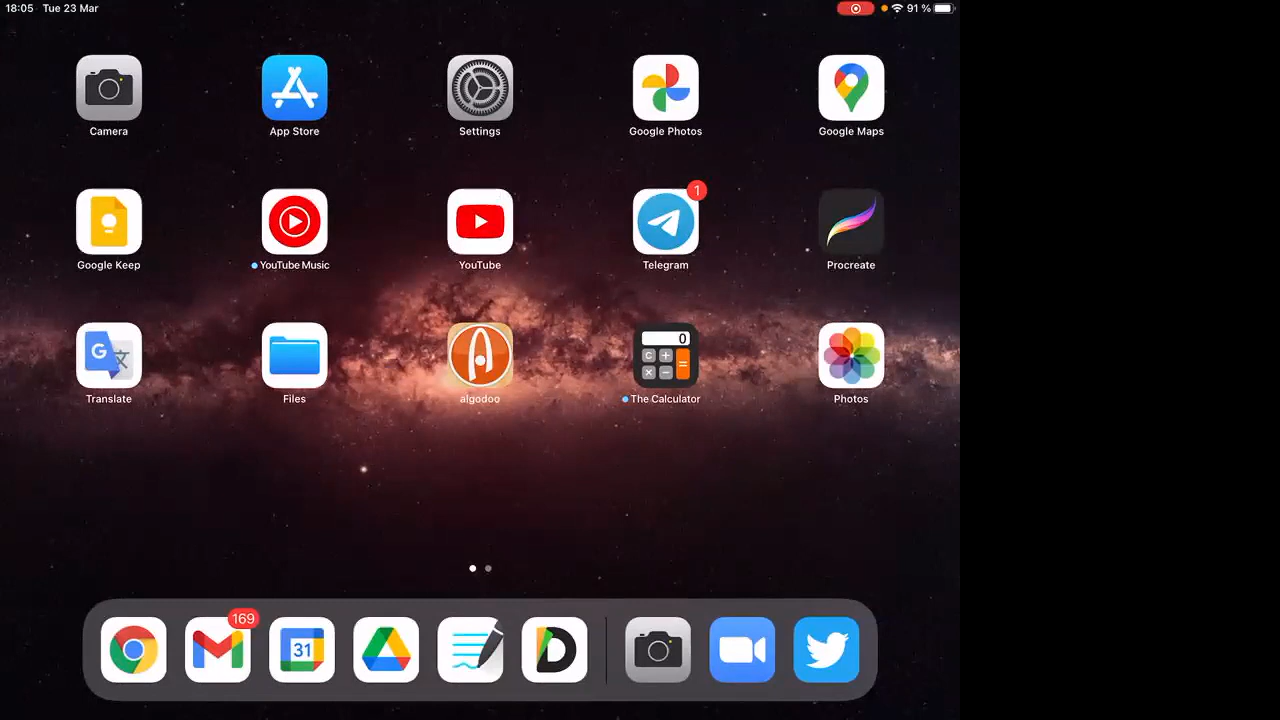 18:05 Tue 23 Mar 91 %
Camera App Store Settings Google Photos Google Maps
1
Google Keep YouTube Music YouTube Telegram Procreate
G 0 C + × − =
Translate Files algodoo The Calculator Photos
169
31 D